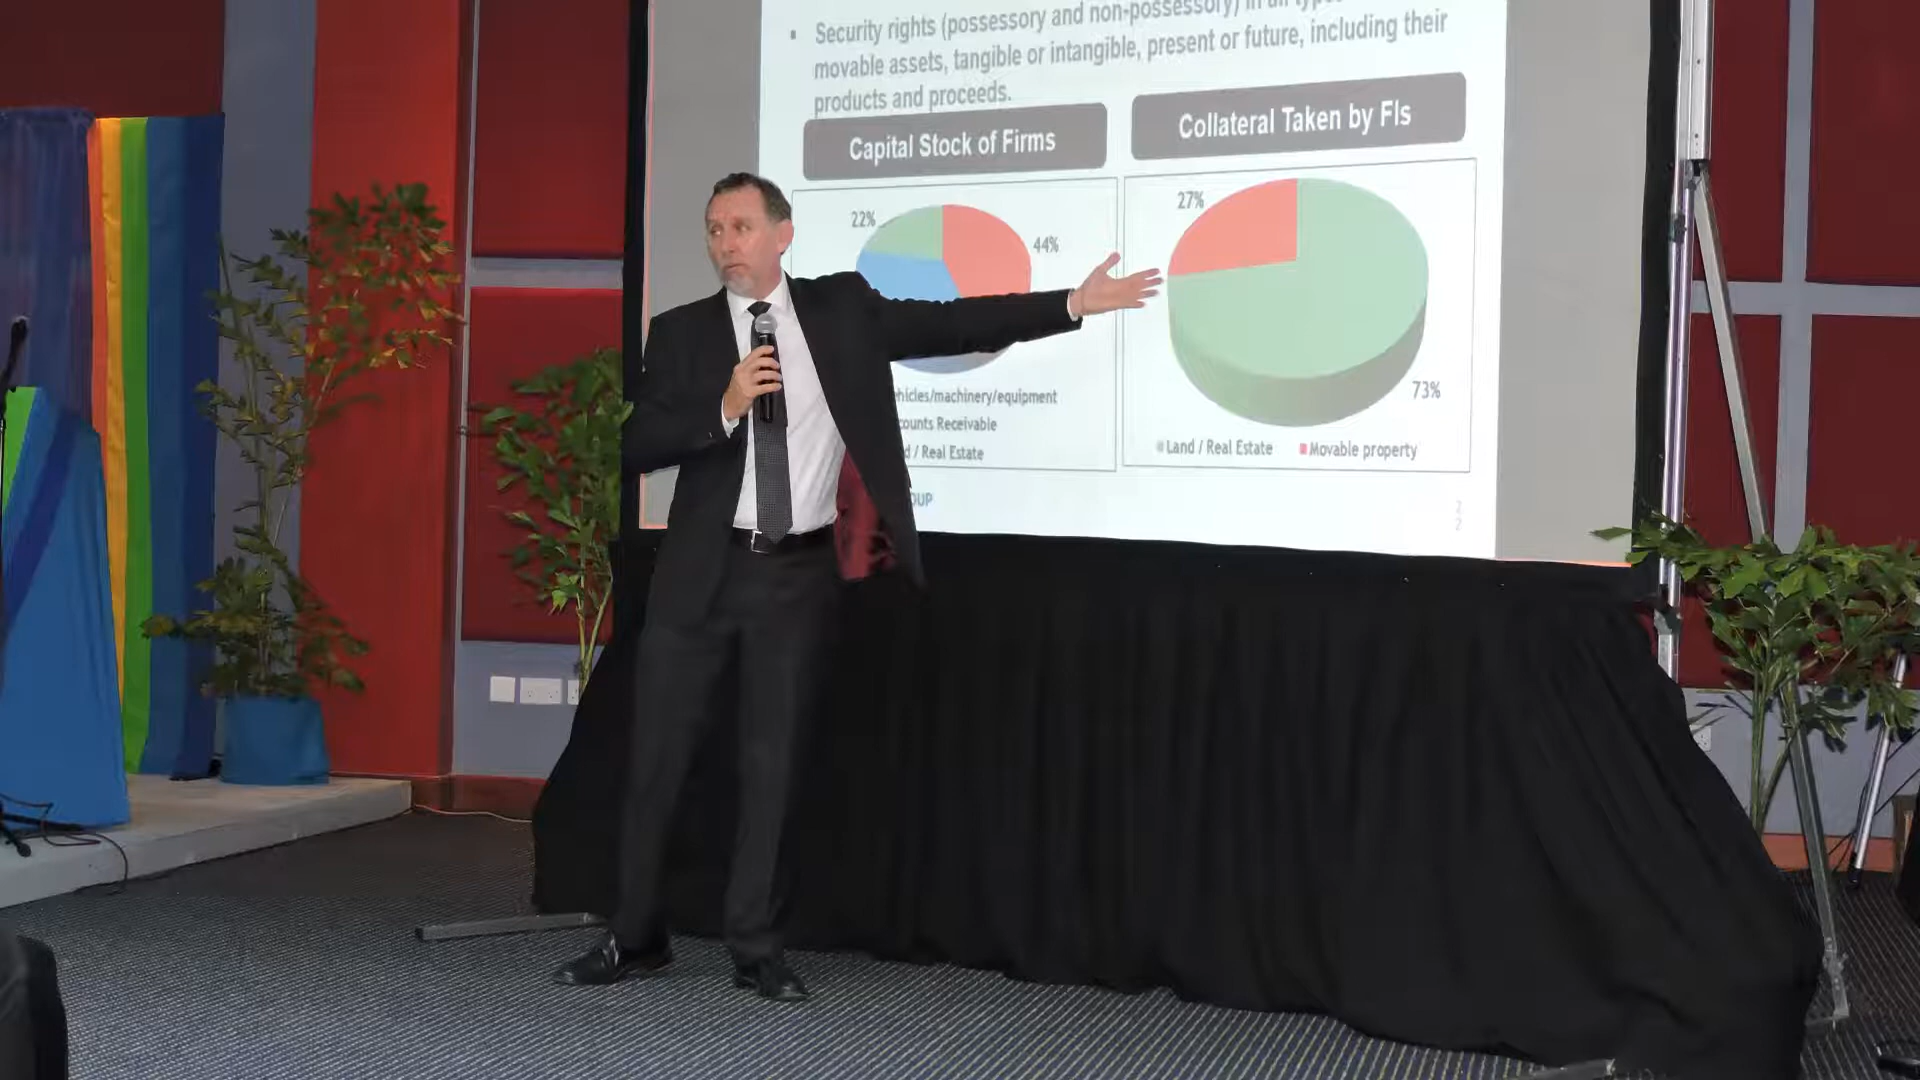 Security rights (possessory and non-possessory) in all
movable assets, tangible or intangible, present or future, including their
products and proceeds.
Capital Stock of Firms
Collateral Taken by FIs
22%
44%
27%
73%
hicles/machinery/equipment
counts Receivable
d / Real Estate
Land / Real Estate
Movable property
OUP
22